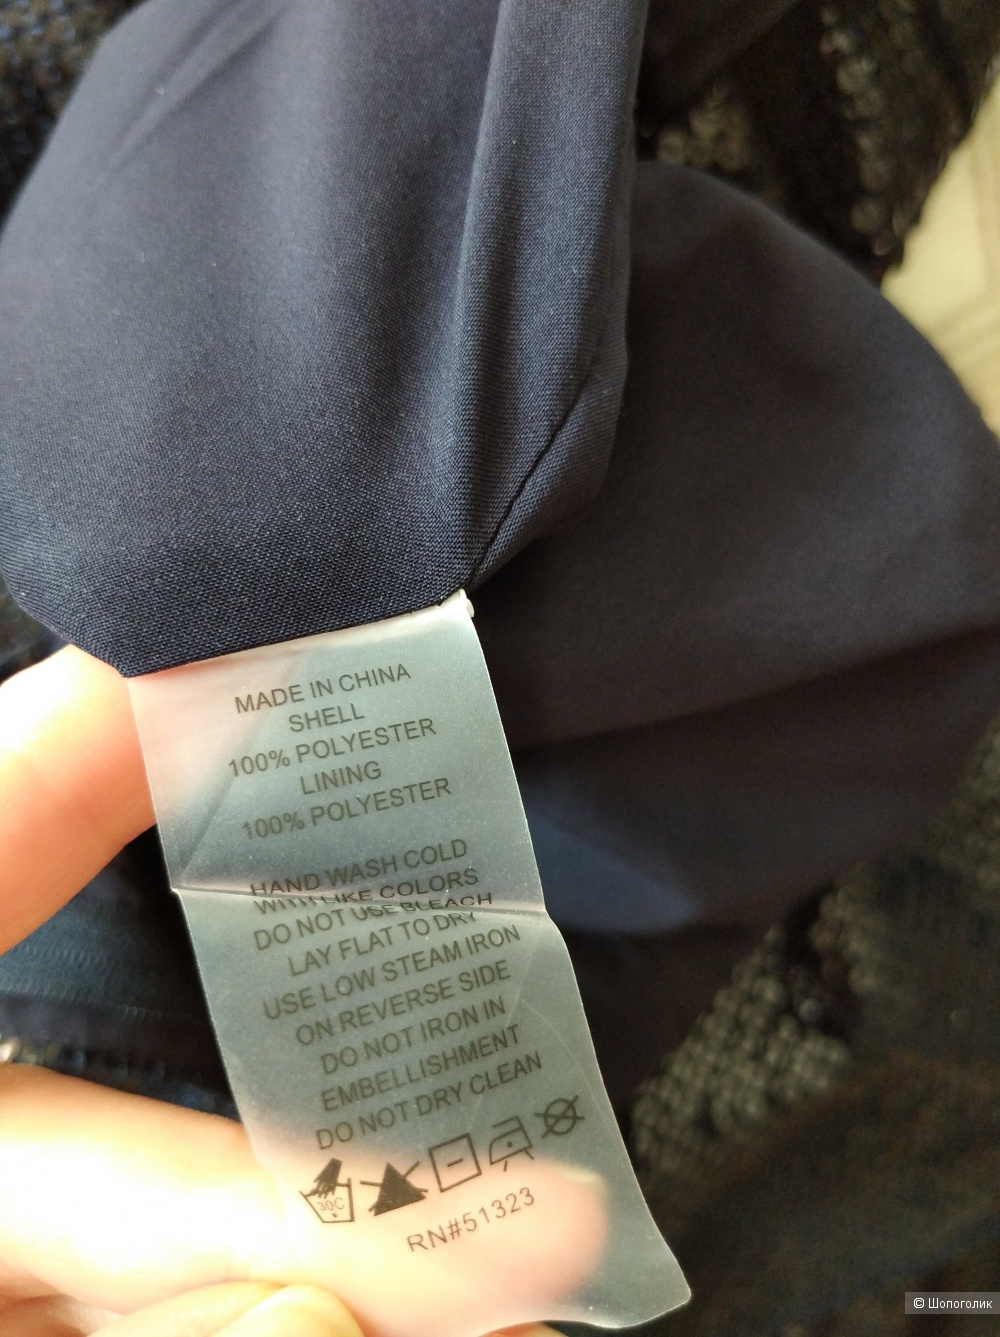 MADE IN CHINA
SHELL
100% POLYESTER
LINING
100% POLYESTER
HAND WASH COLD
WITH LIKE COLORS
DO NOT USE BLEACH
LAY FLAT TO DRY
USE LOW STEAM IRON
ON REVERSE SIDE
DO NOT IRON IN
EMBELLISHMENT
DO NOT DRY CLEAN
30C
RN#51323
© Шопоголик